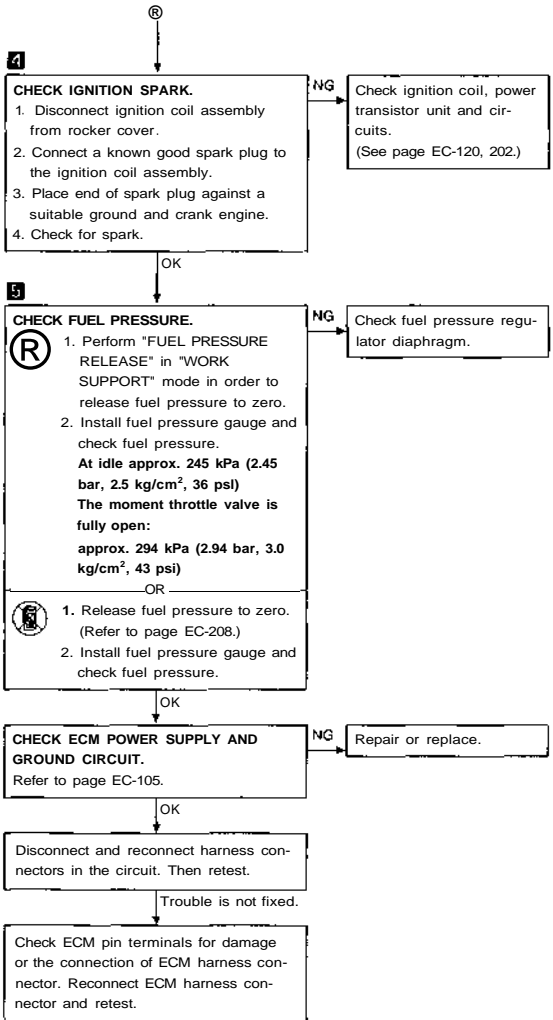 ®
4
CHECK IGNITION SPARK.
1. Disconnect ignition coil assembly
from rocker cover.
2. Connect a known good spark plug to
the ignition coil assembly.
3. Place end of spark plug against a
suitable ground and crank engine.
4. Check for spark.
NG
Check ignition coil, power
transistor unit and cir-
cuits.
(See page EC-120, 202.)
OK
5
CHECK FUEL PRESSURE.
®
1. Perform "FUEL PRESSURE
RELEASE" in "WORK
SUPPORT" mode in order to
release fuel pressure to zero.
2. Install fuel pressure gauge and
check fuel pressure.
At idle approx. 245 kPa (2.45
bar, 2.5 kg/cm², 36 psl)
The moment throttle valve is
fully open:
approx. 294 kPa (2.94 bar, 3.0
kg/cm², 43 psi)
OR
1. Release fuel pressure to zero.
(Refer to page EC-208.)
2. Install fuel pressure gauge and
check fuel pressure.
NG
Check fuel pressure regu-
lator diaphragm.
OK
CHECK ECM POWER SUPPLY AND
GROUND CIRCUIT.
Refer to page EC-105.
NG
Repair or replace.
OK
Disconnect and reconnect harness con-
nectors in the circuit. Then retest.
Trouble is not fixed.
Check ECM pin terminals for damage
or the connection of ECM harness con-
nector. Reconnect ECM harness con-
nector and retest.